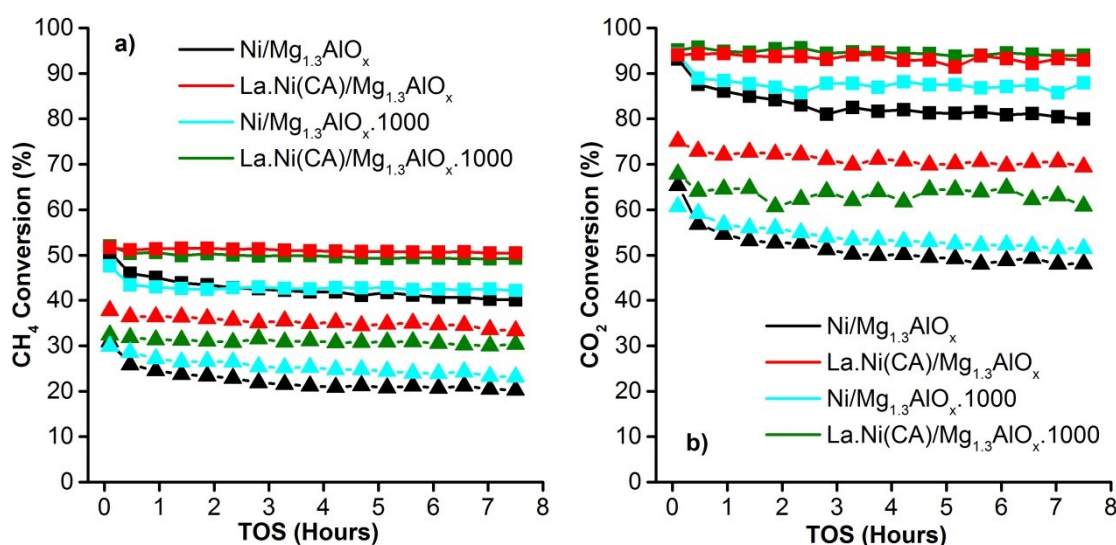 a)
Ni/Mg1.3AlOx
La.Ni(CA)/Mg1.3AlOx
Ni/Mg1.3AlOx.1000
La.Ni(CA)/Mg1.3AlOx.1000
CH4 Conversion (%)
100
90
80
70
60
50
40
30
20
10
0
0 1 2 3 4 5 6 7 8
TOS (Hours)
CO2 Conversion (%)
100
90
80
70
60
50
40
30
20
10
0
Ni/Mg1.3AlOx
La.Ni(CA)/Mg1.3AlOx
Ni/Mg1.3AlOx.1000
La.Ni(CA)/Mg1.3AlOx.1000
b)
0 1 2 3 4 5 6 7 8
TOS (Hours)